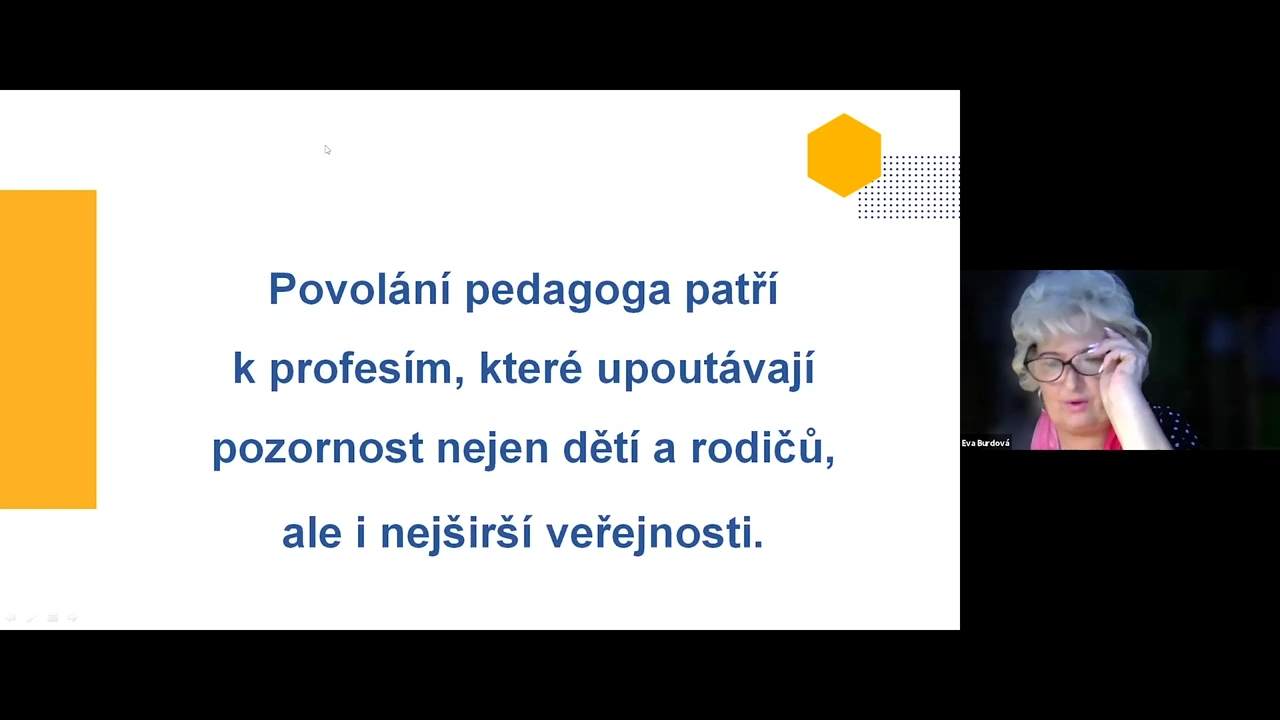 Povolání pedagoga patří
k profesím, které upoutávají
pozornost nejen dětí a rodičů,
ale i nejširší veřejnosti.
Eva Burdová